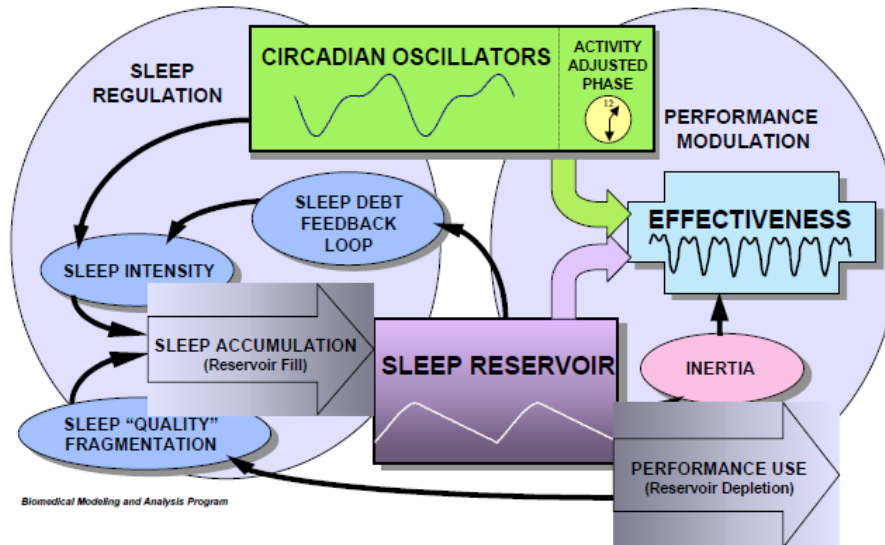 SLEEP
REGULATION
CIRCADIAN OSCILLATORS
ACTIVITY
ADJUSTED
PHASE
12
PERFORMANCE
MODULATION
SLEEP DEBT
FEEDBACK
LOOP
EFFECTIVENESS
SLEEP INTENSITY
SLEEP ACCUMULATION
(Reservoir Fill)
SLEEP RESERVOIR
INERTIA
SLEEP “QUALITY”
FRAGMENTATION
PERFORMANCE USE
(Reservoir Depletion)
Biomedical Modeling and Analysis Program